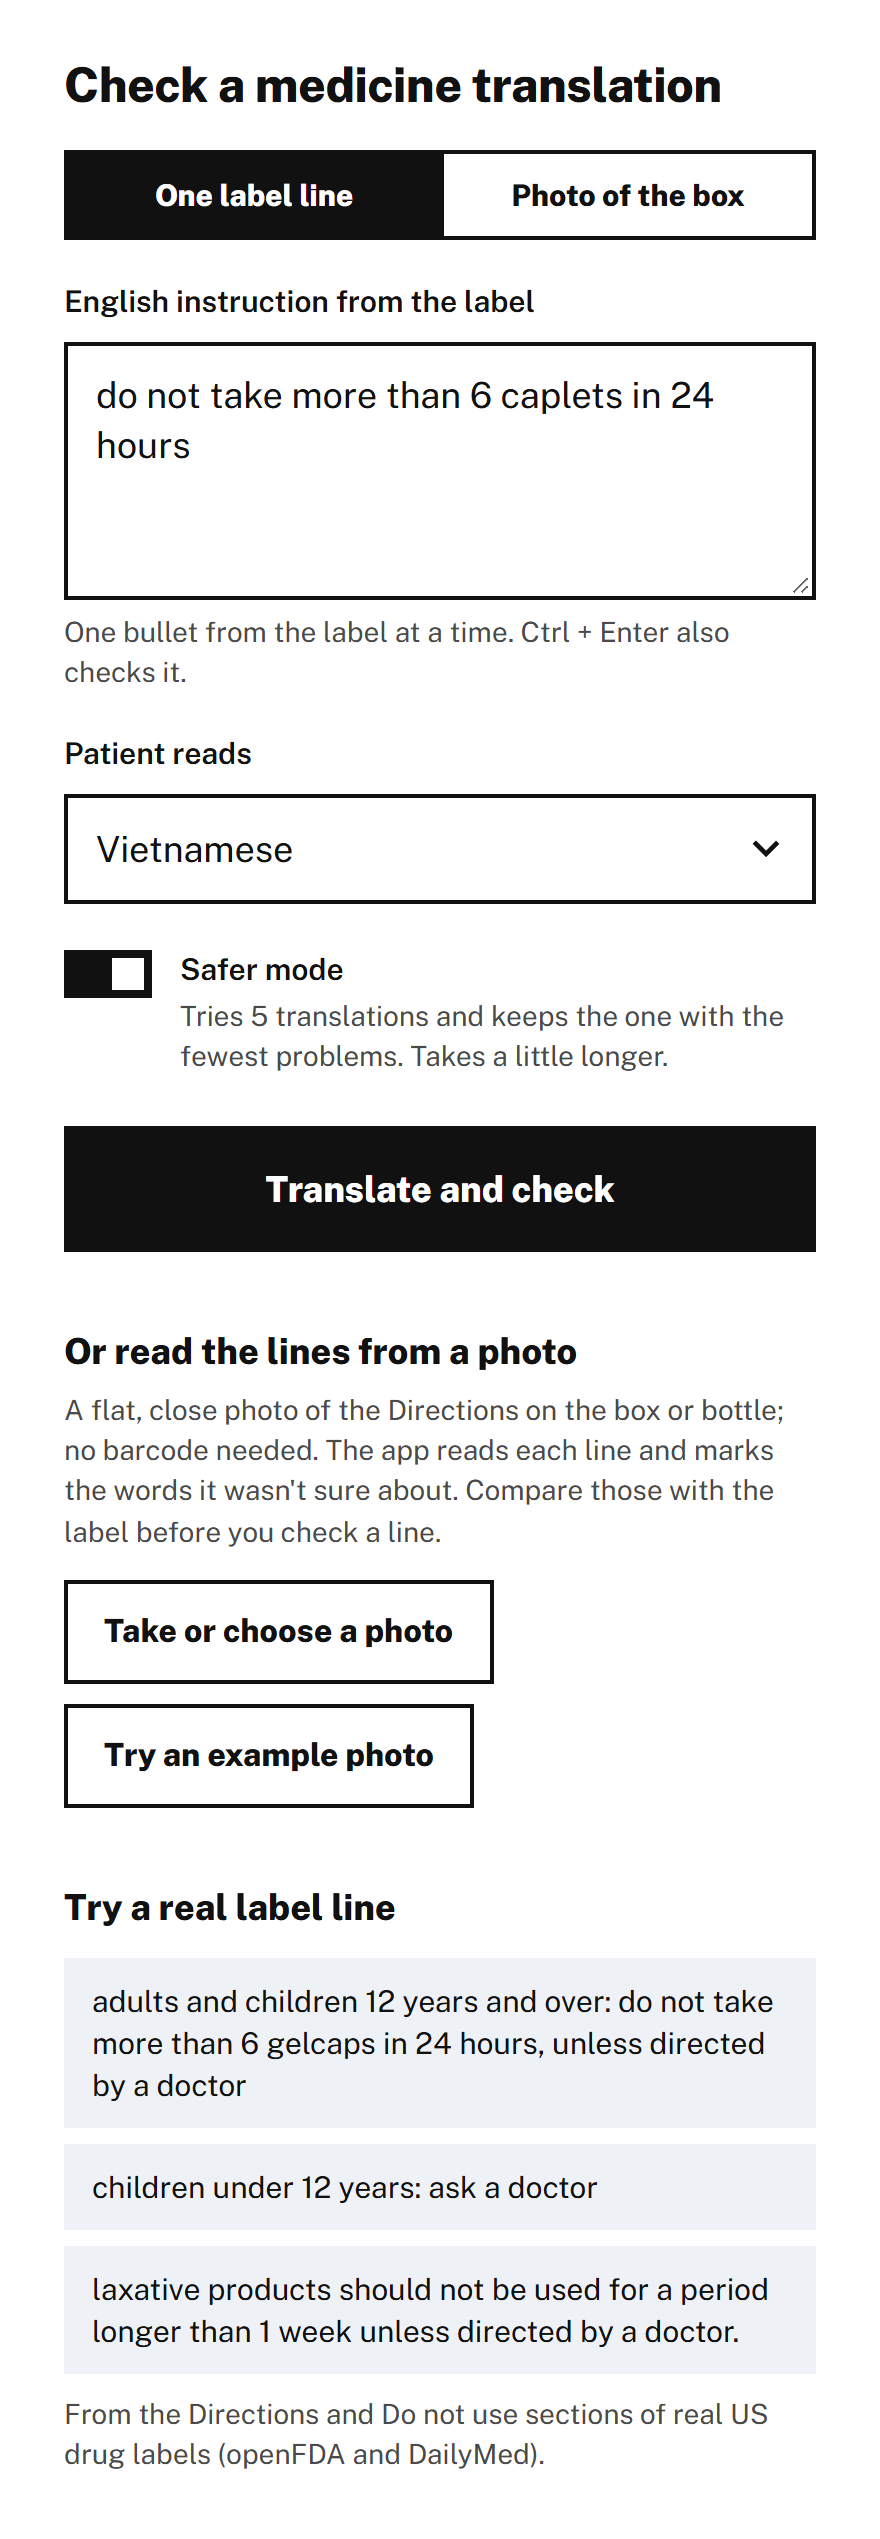 Check a medicine translation
One label line
Photo of the box
English instruction from the label
do not take more than 6 caplets in 24
hours
One bullet from the label at a time. Ctrl + Enter also
checks it.
Patient reads
Vietnamese
Safer mode
Tries 5 translations and keeps the one with the
fewest problems. Takes a little longer.
Translate and check
Or read the lines from a photo
A flat, close photo of the Directions on the box or bottle;
no barcode needed. The app reads each line and marks
the words it wasn't sure about. Compare those with the
label before you check a line.
Take or choose a photo
Try an example photo
Try a real label line
adults and children 12 years and over: do not take
more than 6 gelcaps in 24 hours, unless directed
by a doctor
children under 12 years: ask a doctor
laxative products should not be used for a period
longer than 1 week unless directed by a doctor.
From the Directions and Do not use sections of real US
drug labels (openFDA and DailyMed).